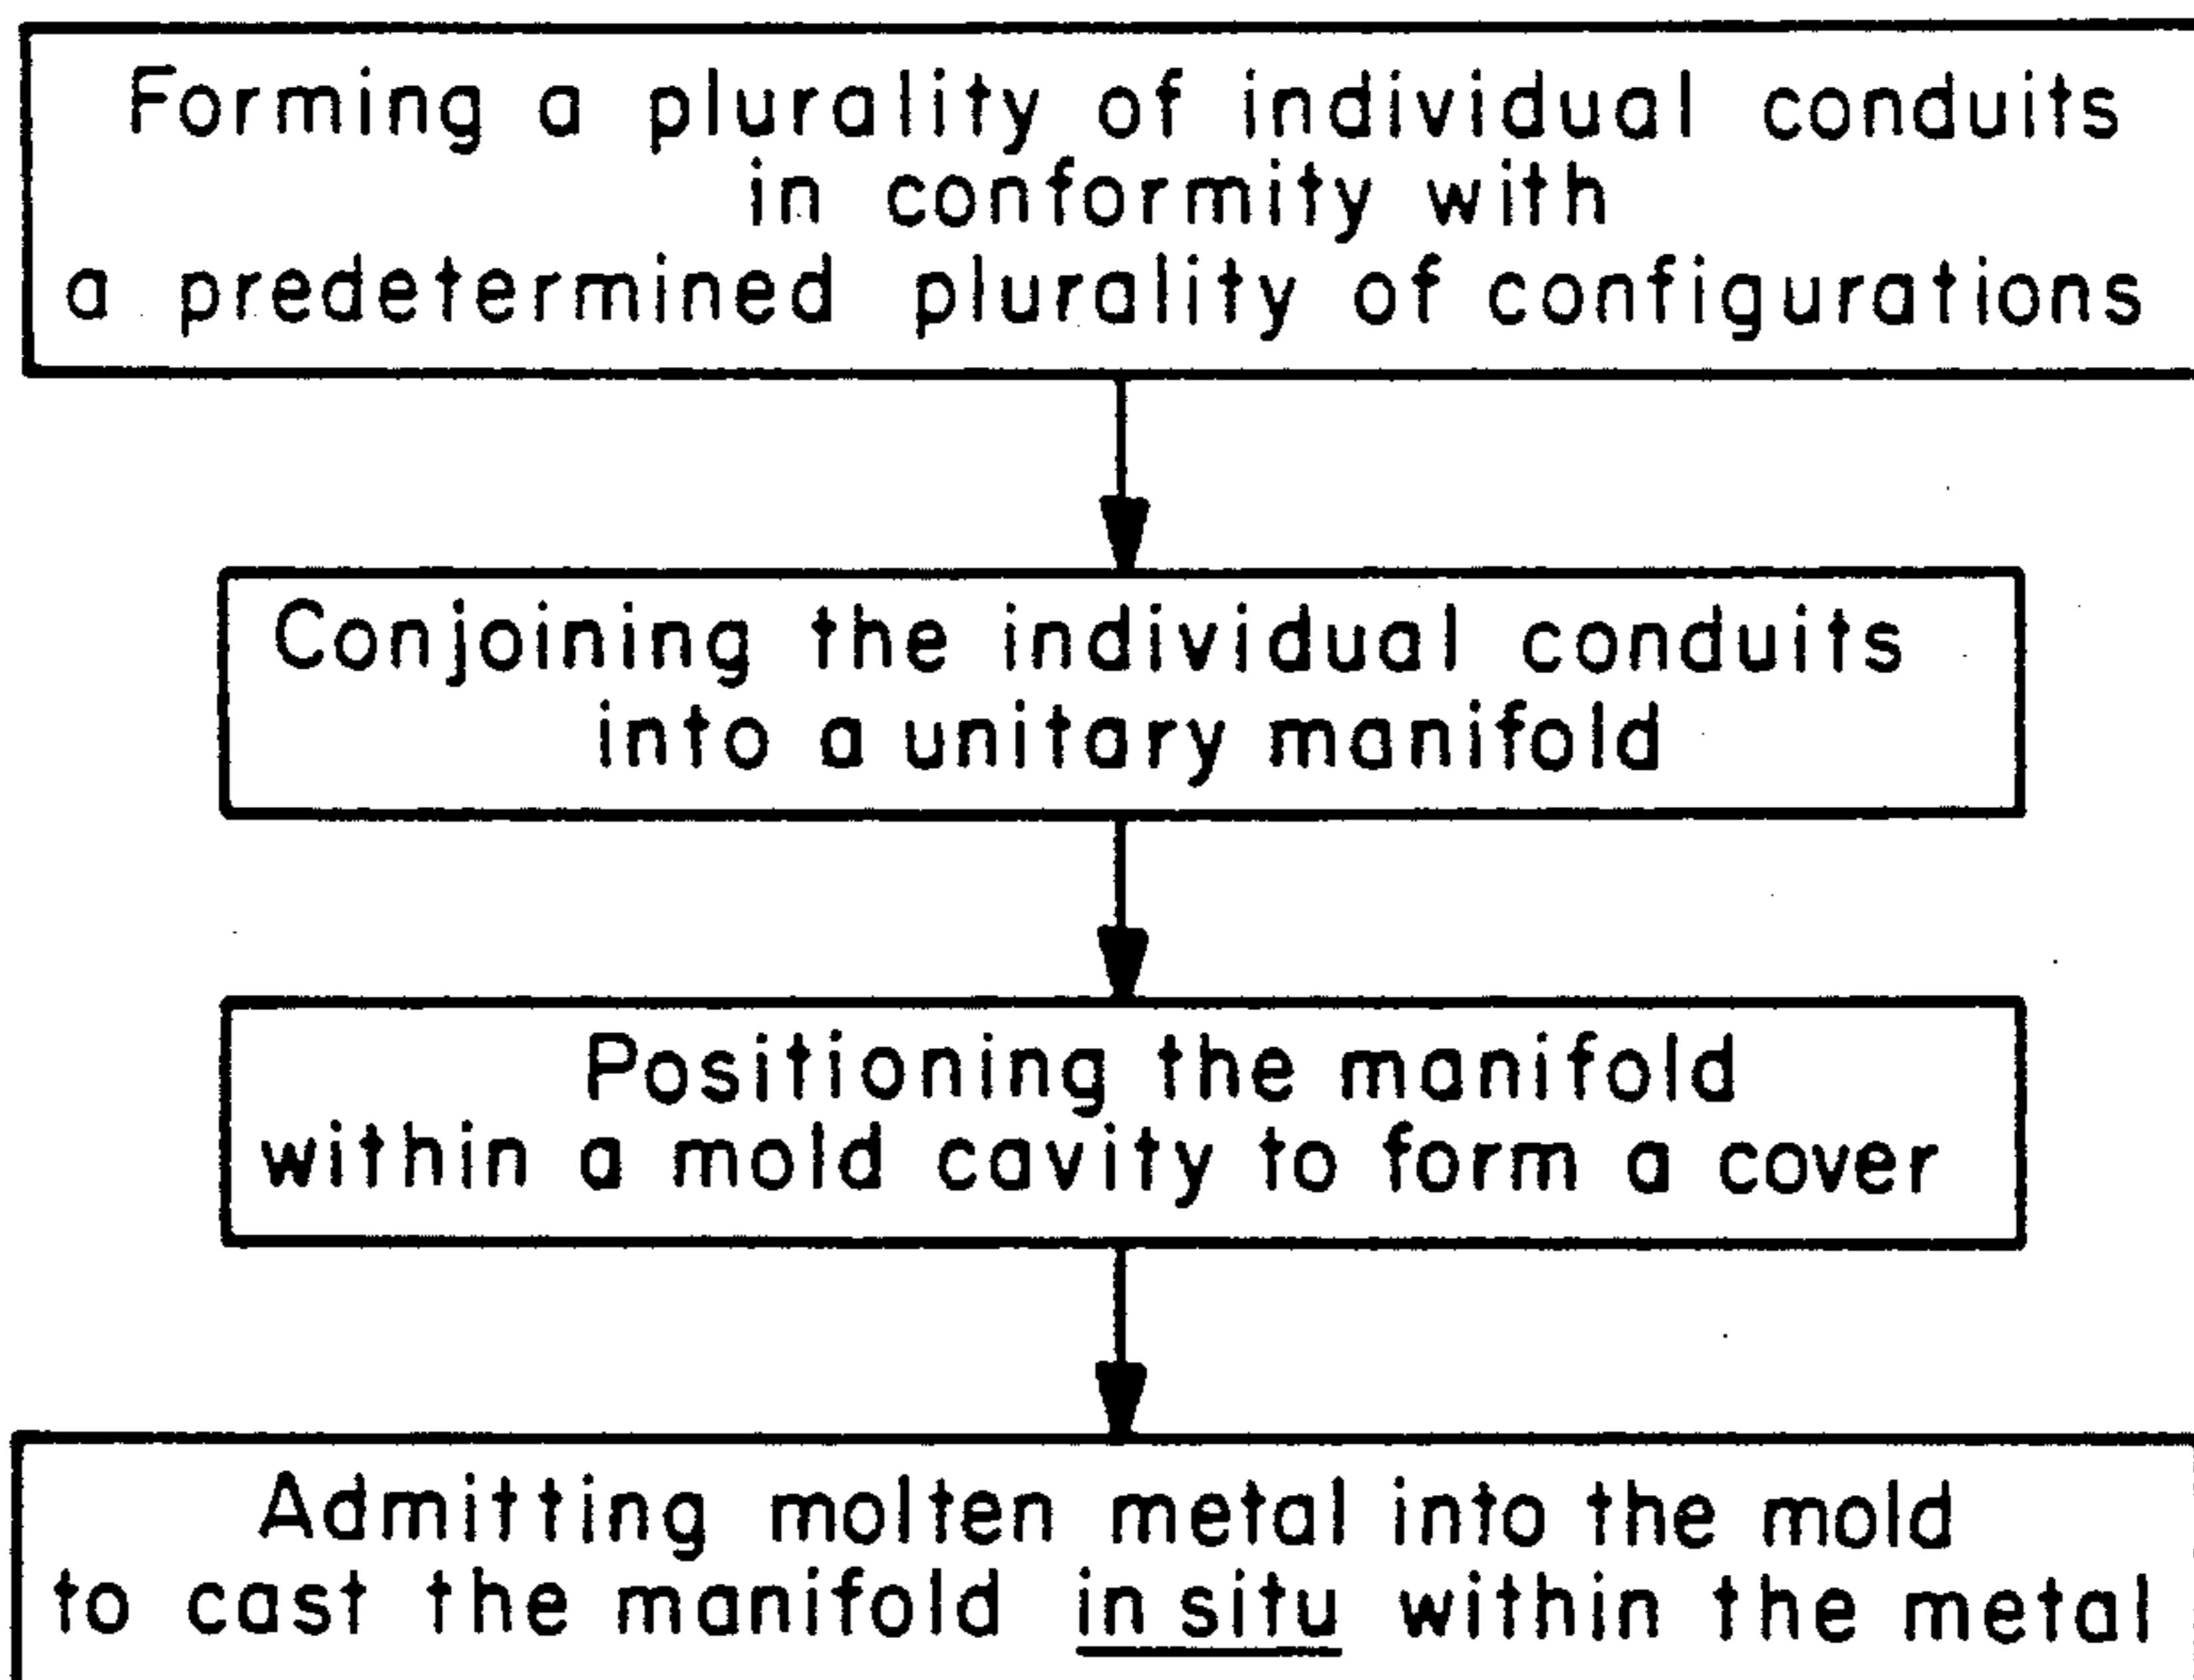 Forming a plurality of individual conduits
in conformity with
a predetermined plurality of configurations
Conjoining the individual conduits
into a unitary manifold
Positioning the manifold
within a mold cavity to form a cover
Admitting molten metal into the mold
to cast the manifold in situ within the metal